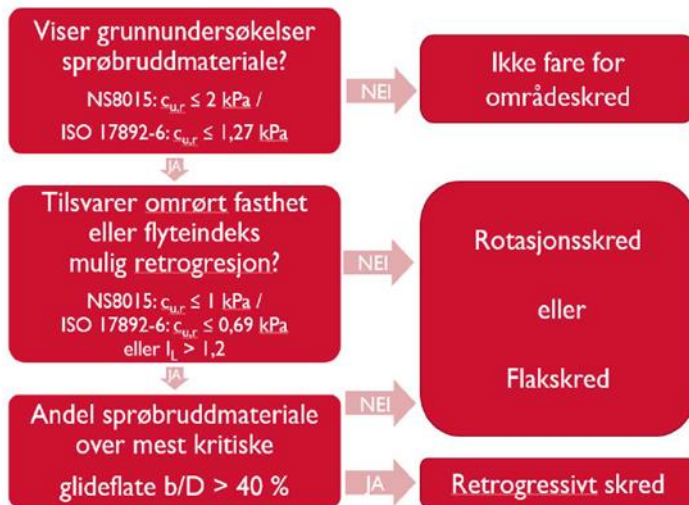 Viser grunnundersøkelser
sprøbruddmateriale?
NS8015: cu,r ≤ 2 kPa /
ISO 17892-6: cu,r ≤ 1,27 kPa
NEI
Ikke fare for
områdeskred
JA
Tilsvarer omrørt fasthet
eller flyteindeks
mulig retrogresjon?
NS8015: cu,r ≤ 1 kPa /
ISO 17892-6: cu,r ≤ 0,69 kPa
eller IL > 1,2
NEI
Rotasjonsskred
eller
Flakskred
JA
Andel sprøbruddmateriale
over mest kritiske
glideflate b/D > 40 %
NEI
JA
Retrogressivt skred